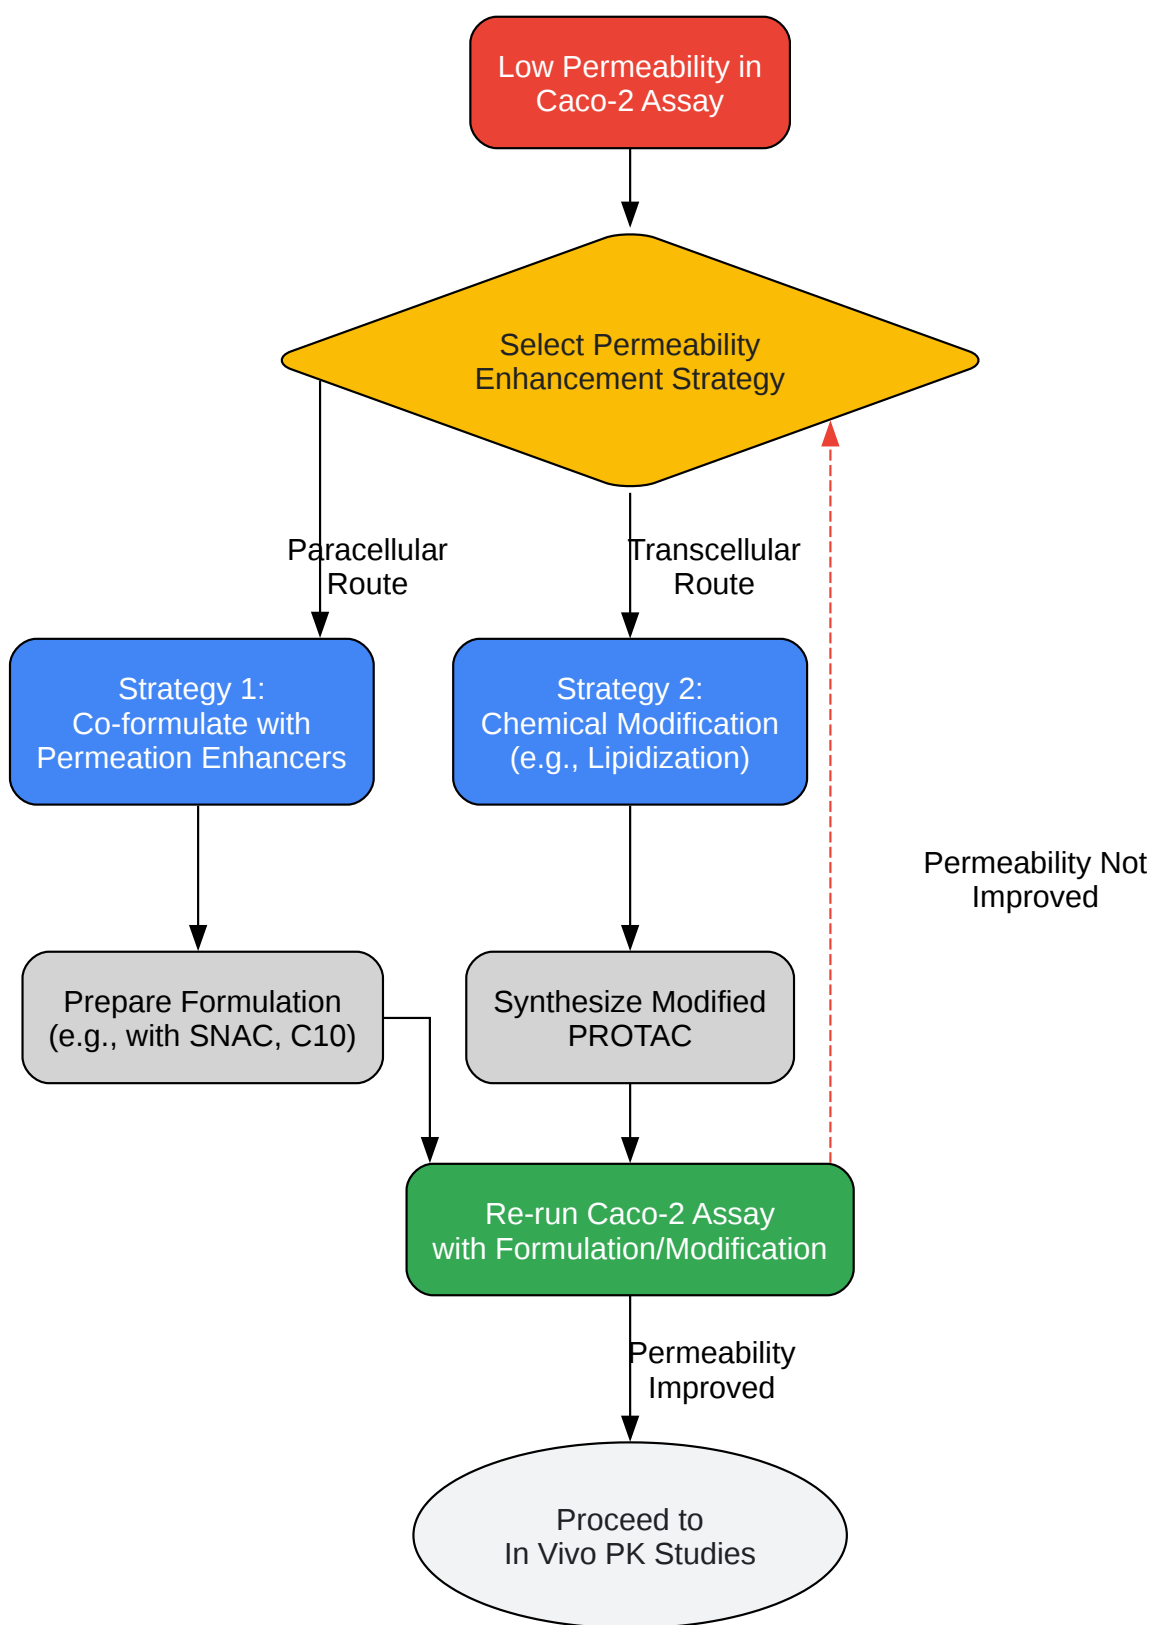 Low Permeability in
Caco-2 Assay
Select Permeability
Enhancement Strategy
Paracellular
Route
Transcellular
Route
Strategy 1:
Co-formulate with
Permeation Enhancers
Strategy 2:
Chemical Modification
(e.g., Lipidization)
Permeability Not
Improved
Prepare Formulation
(e.g., with SNAC, C10)
Synthesize Modified
PROTAC
Re-run Caco-2 Assay
with Formulation/Modification
Permeability
Improved
Proceed to
In Vivo PK Studies